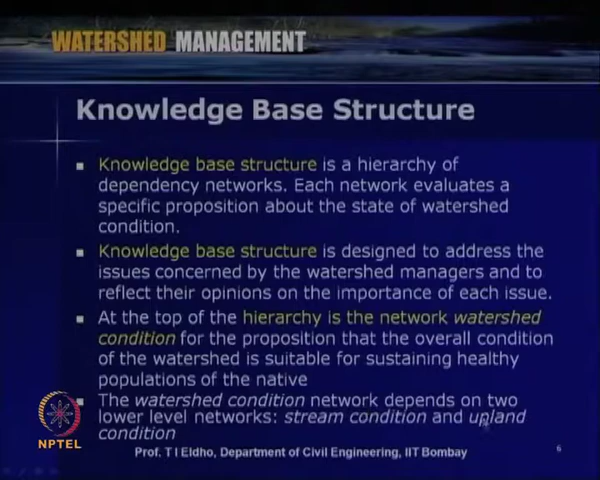 WATERSHED MANAGEMENT
Knowledge Base Structure
Knowledge base structure is a hierarchy of
dependency networks. Each network evaluates a
specific proposition about the state of watershed
condition.
Knowledge base structure is designed to address the
issues concerned by the watershed managers and to
reflect their opinions on the importance of each issue.
At the top of the hierarchy is the network watershed
condition for the proposition that the overall condition
of the watershed is suitable for sustaining healthy
populations of the native
The watershed condition network depends on two
lower level networks: stream condition and upland
condition
NPTEL
Prof. T I Eldho, Department of Civil Engineering, IIT Bombay
6